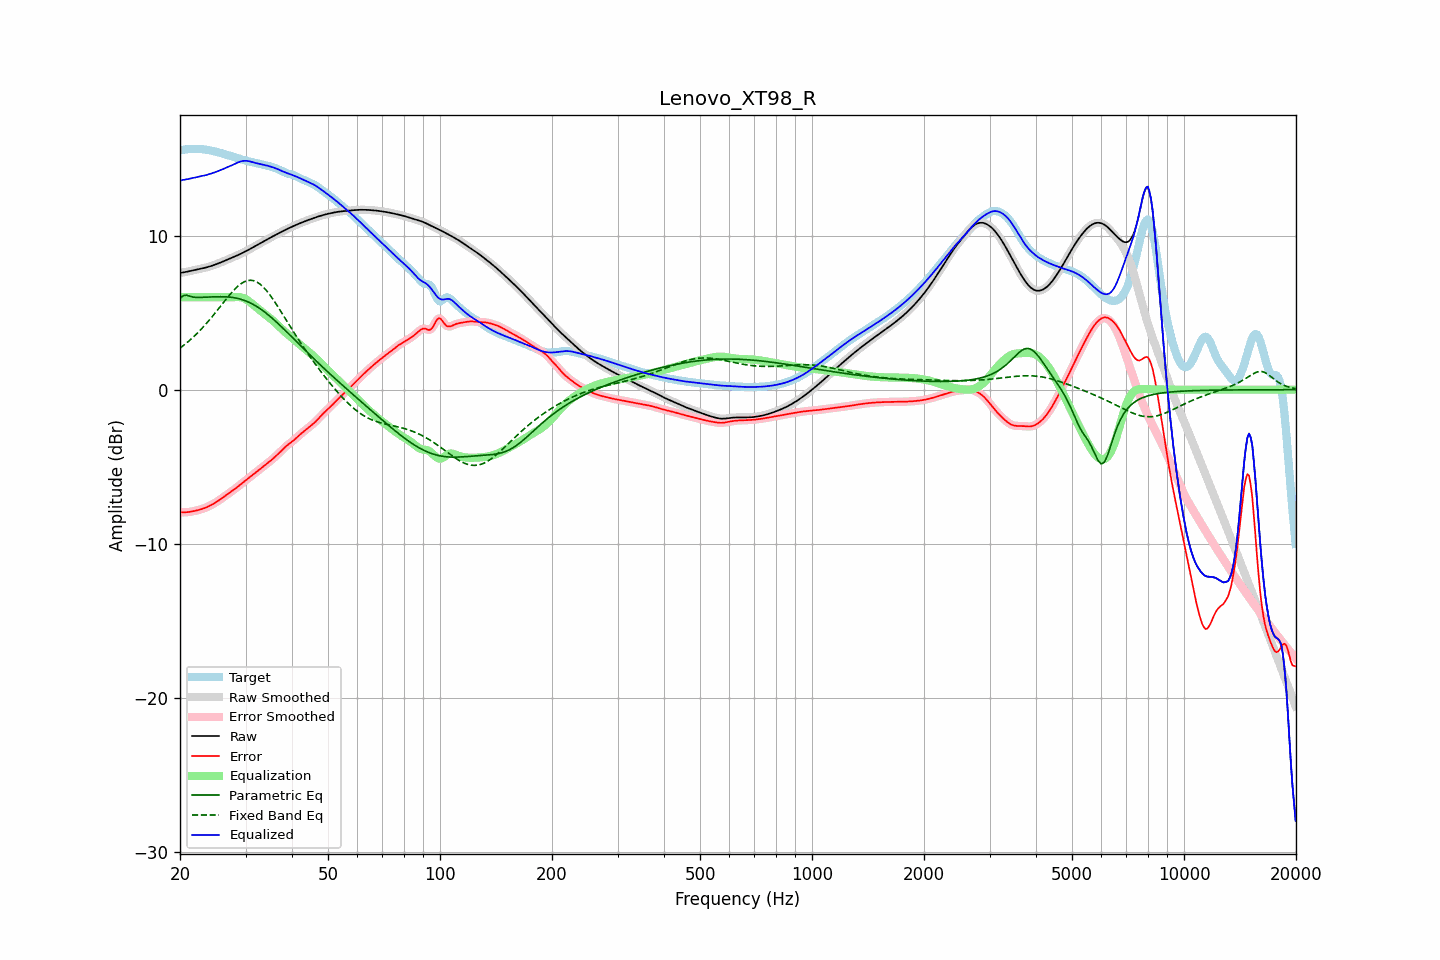 Lenovo_XT98_R
Amplitude (dBr)
10
0
−10
−20
−30
Target
Raw Smoothed
Error Smoothed
Raw
Error
Equalization
Parametric Eq
Fixed Band Eq
Equalized
20 50 100 200 500 1000 2000 5000 10000 20000
Frequency (Hz)